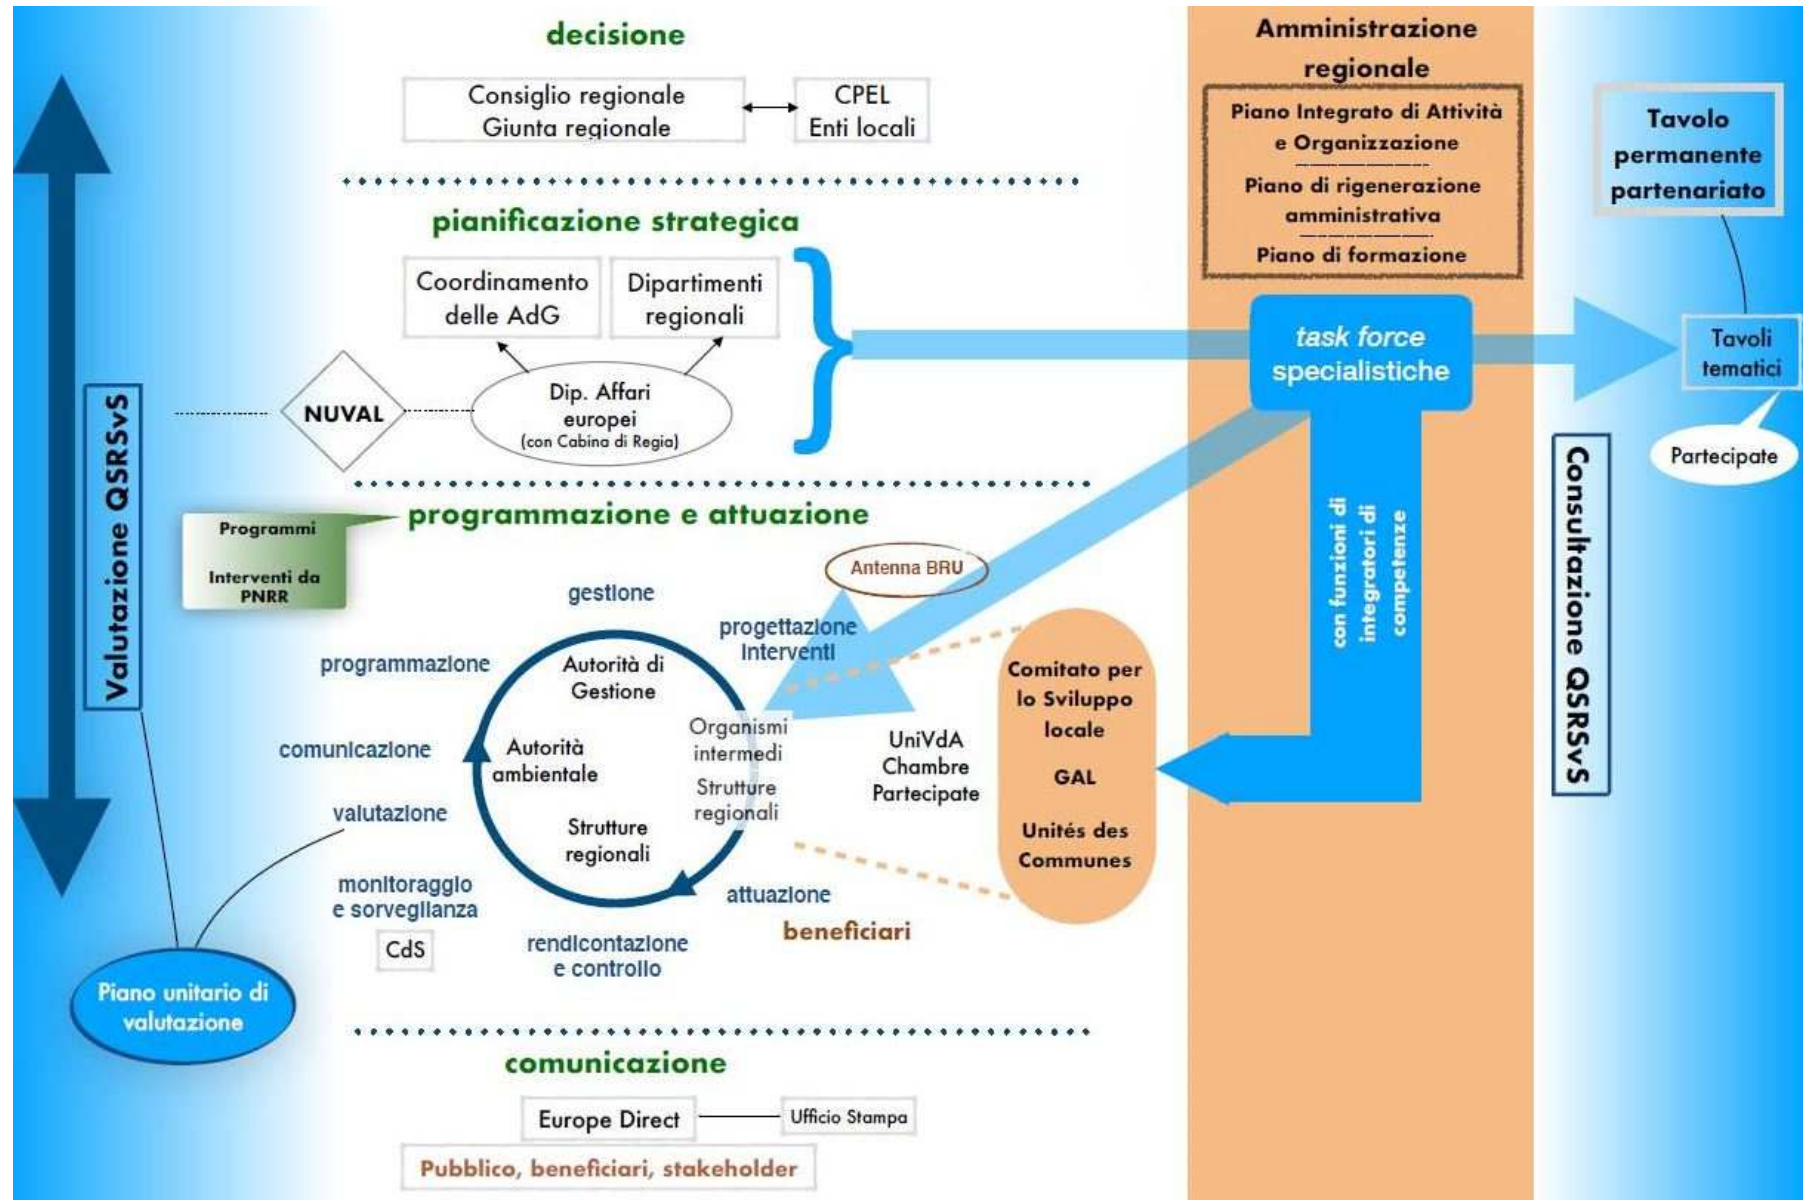 decisione
Consiglio regionale
Giunta regionale
CPEL
Enti locali
pianificazione strategica
Coordinamento
delle AdG
Dipartimenti
regionali
NUVAL
Dip. Affari
europei
(con Cabina di Regia)
Valutazione QSRSvS
programmazione e attuazione
Programmi
Interventi da
PNRR
Antenna BRU
gestione
progettazione
interventi
programmazione
Autorità di
Gestione
Organismi
intermedi
Strutture
regionali
comunicazione
Autorità
ambientale
valutazione
Strutture
regionali
UniVdA
Chambre
Partecipate
monitoraggio
e sorveglianza
CdS
attuazione
beneficiari
rendicontazione
e controllo
Piano unitario di
valutazione
Comitato per
lo Sviluppo
locale
GAL
Unités des
Communes
comunicazione
Europe Direct
Ufficio Stampa
Pubblico, beneficiari, stakeholder
Amministrazione
regionale
Piano Integrato di Attività
e Organizzazione
Piano di rigenerazione
amministrativa
Piano di formazione
task force
specialistiche
con funzioni di
integratori di
competenze
Tavolo
permanente
partenariato
Tavoli
tematici
Partecipate
Consultazione QSRSvS